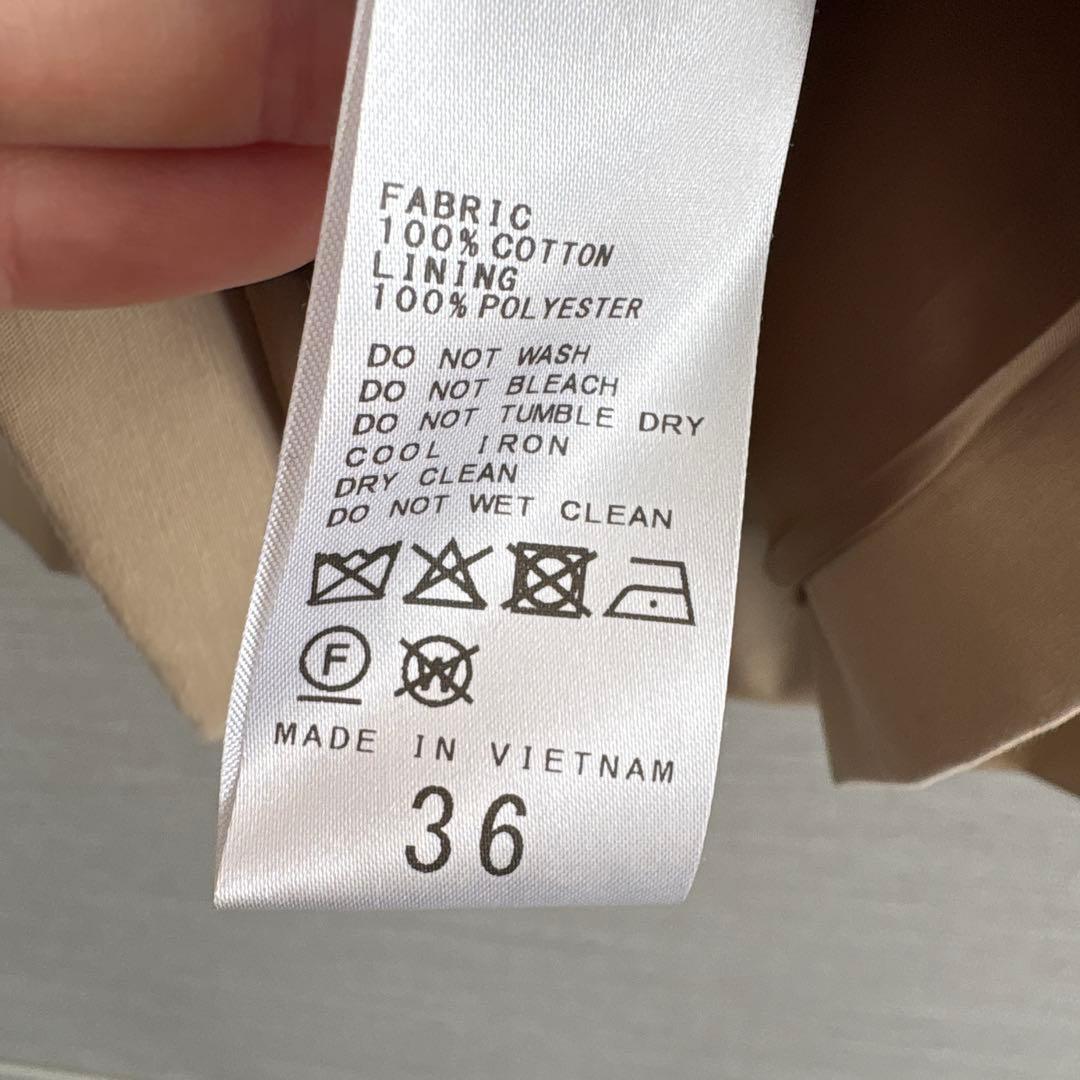 FABRIC
100% COTTON
LINING
100% POLYESTER
DO NOT WASH
DO NOT BLEACH
DO NOT TUMBLE DRY
COOL IRON
DRY CLEAN
DO NOT WET CLEAN
F W
MADE IN VIETNAM
36